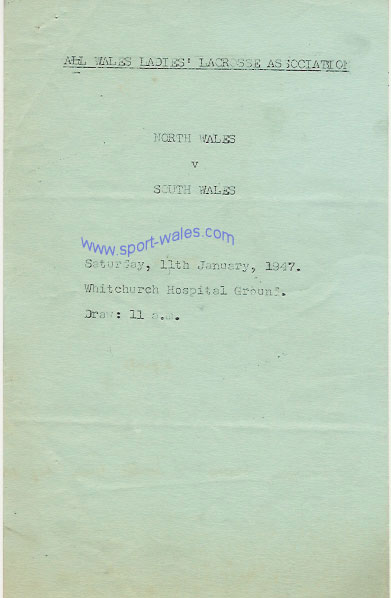 ALL WALES LADIES' LACROSSE ASSOCIATION
NORTH WALES
v
SOUTH WALES
www.sport-wales.com
Saturday, 11th January, 1947.
Whitchurch Hospital Ground.
Draw: 11 a.m.